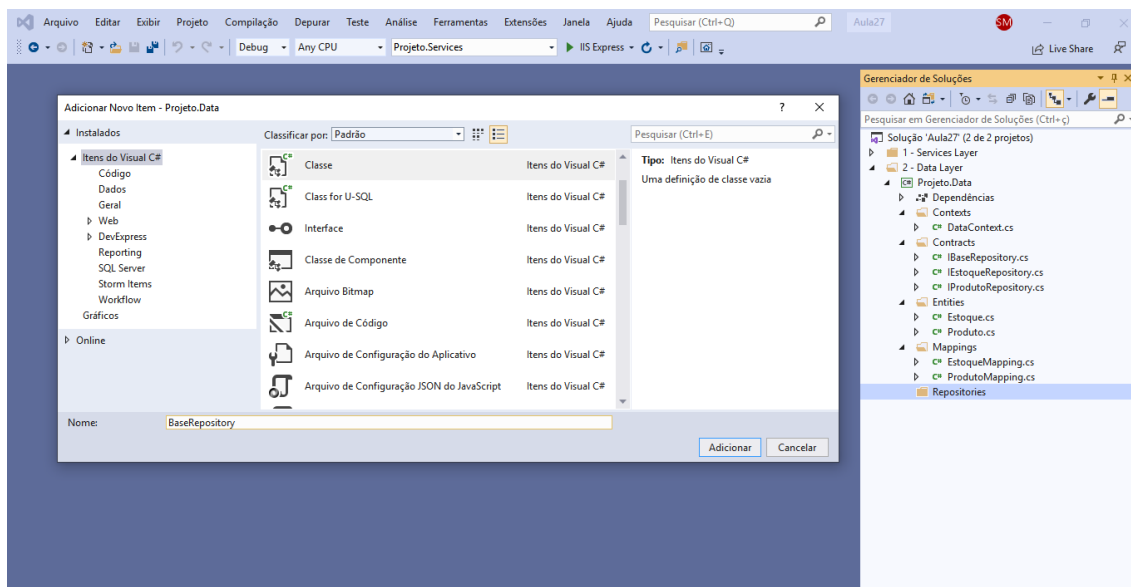 Arquivo Editar Exibir Projeto Compilação Depurar Teste Análise Ferramentas Extensões Janela Ajuda Pesquisar (Ctrl+Q) Aula27 SM
Debug Any CPU Projeto.Services IIS Express Live Share
Adicionar Novo Item - Projeto.Data ? ×
Instalados
Classificar por: Padrão
Pesquisar (Ctrl+E)
Itens do Visual C#
Código
Dados
Geral
Web
DevExpress
Reporting
SQL Server
Storm Items
Workflow
Gráficos
Online
Classe Itens do Visual C#
Class for U-SQL Itens do Visual C#
Interface Itens do Visual C#
Classe de Componente Itens do Visual C#
Arquivo Bitmap Itens do Visual C#
Arquivo de Código Itens do Visual C#
Arquivo de Configuração do Aplicativo Itens do Visual C#
Arquivo de Configuração JSON do JavaScript Itens do Visual C#
Tipo: Itens do Visual C#
Uma definição de classe vazia
Nome: BaseRepository
Adicionar Cancelar
Gerenciador de Soluções
Pesquisar em Gerenciador de Soluções (Ctrl+ç)
Solução 'Aula27' (2 de 2 projetos)
1 - Services Layer
2 - Data Layer
C# Projeto.Data
Dependências
Contexts
C# DataContext.cs
Contracts
C# IBaseRepository.cs
C# IEstoqueRepository.cs
C# IProdutoRepository.cs
Entities
C# Estoque.cs
C# Produto.cs
Mappings
C# EstoqueMapping.cs
C# ProdutoMapping.cs
Repositories